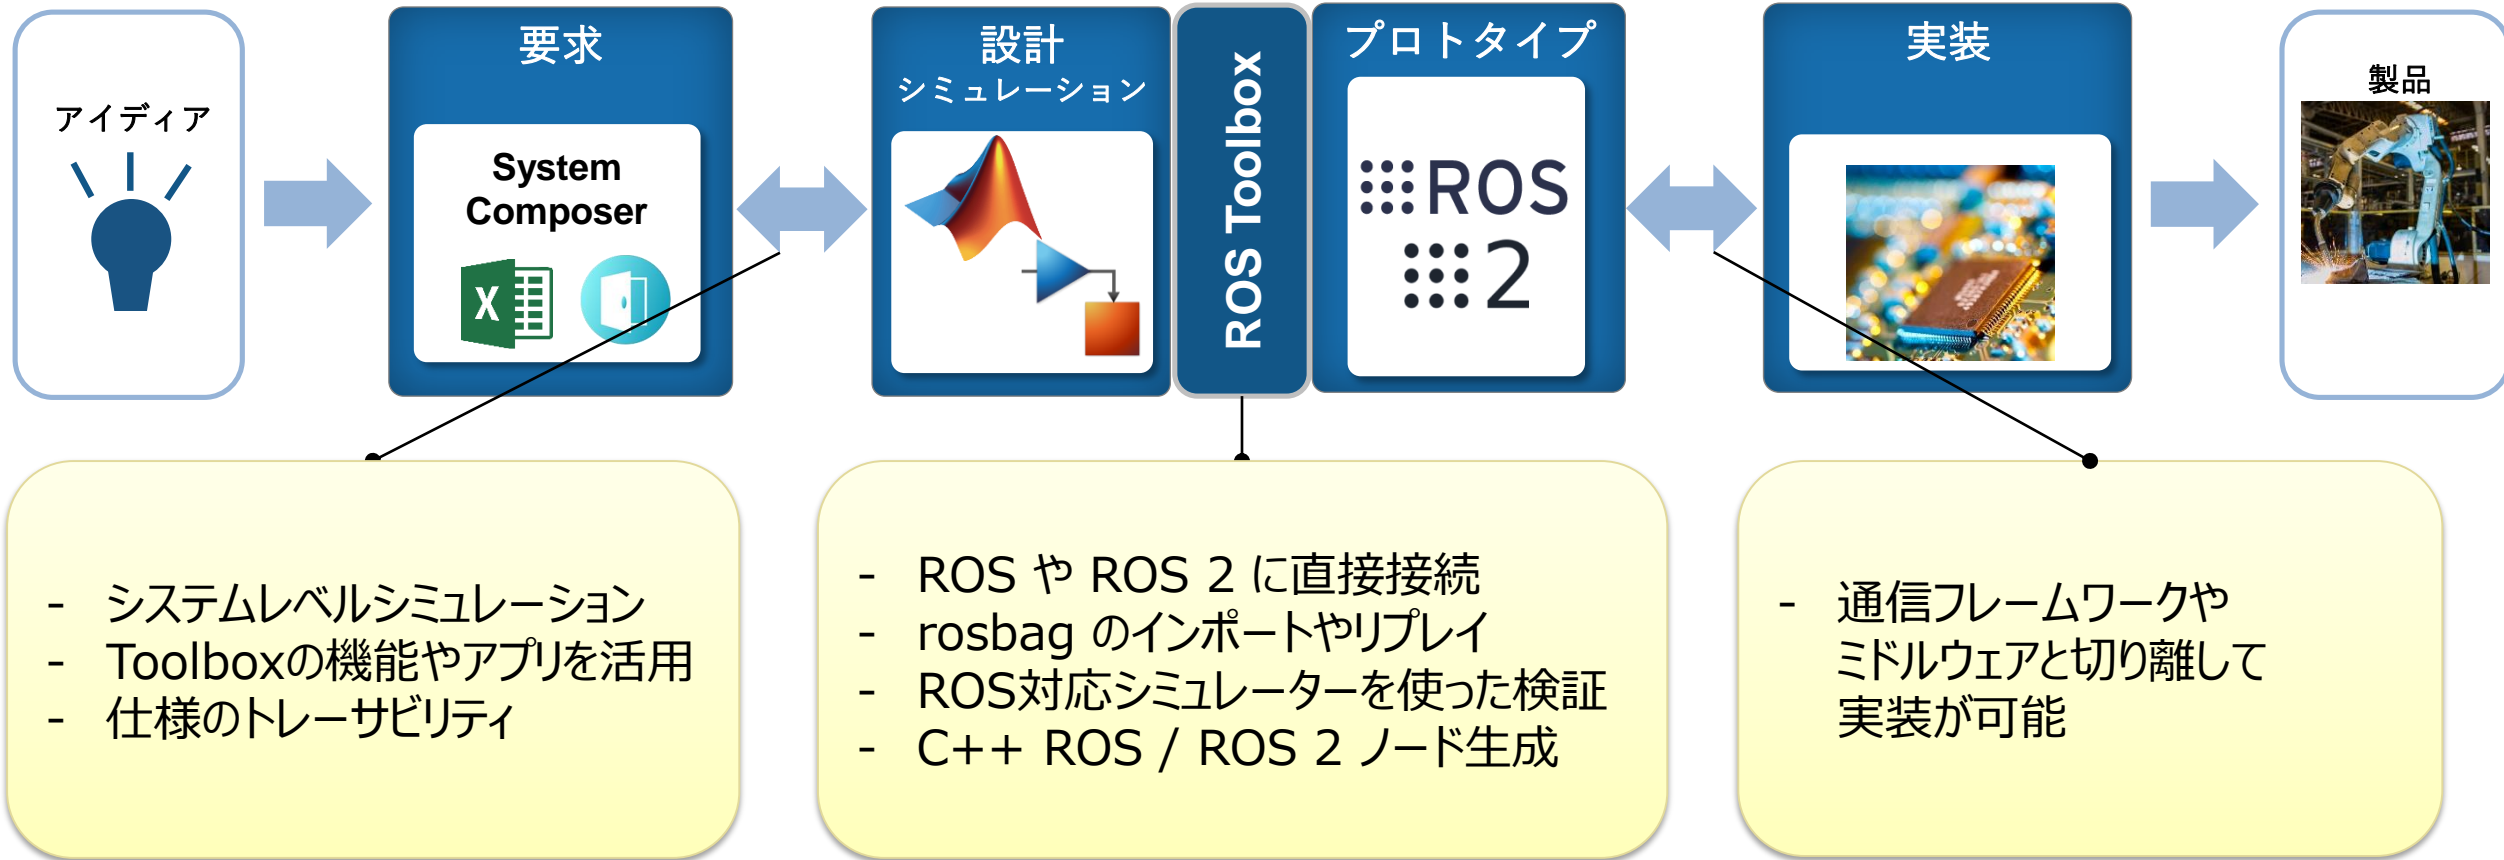 アイディア
要求
System
Composer
X
設計
シミュレーション
ROS Toolbox
プロトタイプ
ROS
2
実装
製品
- システムレベルシミュレーション
- Toolboxの機能やアプリを活用
- 仕様のトレーサビリティ
- ROS や ROS 2 に直接接続
- rosbag のインポートやリプレイ
- ROS対応シミュレーターを使った検証
- C++ ROS / ROS 2 ノード生成
- 通信フレームワークや
ミドルウェアと切り離して
実装が可能